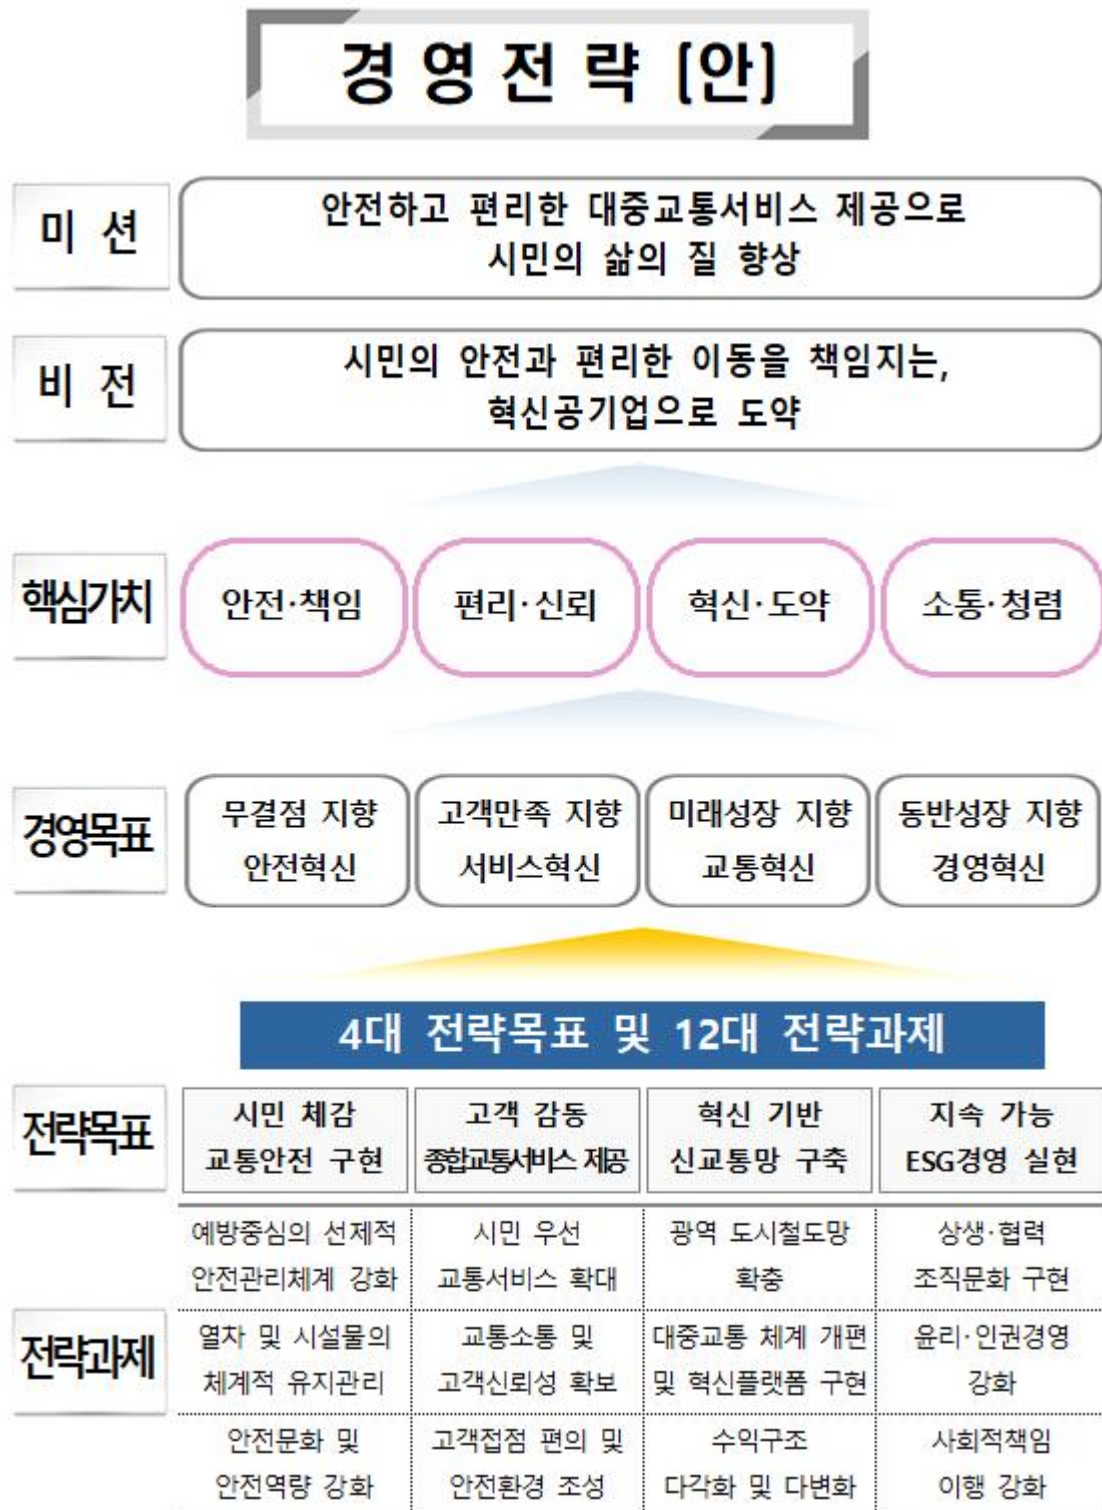 경영전략 [안]
미 션
안전하고 편리한 대중교통서비스 제공으로
시민의 삶의 질 향상
비 전
시민의 안전과 편리한 이동을 책임지는,
혁신공기업으로 도약
핵심가치
안전·책임
편리·신뢰
혁신·도약
소통·청렴
경영목표
무결점 지향
안전혁신
고객만족 지향
서비스혁신
미래성장 지향
교통혁신
동반성장 지향
경영혁신
4대 전략목표 및 12대 전략과제
전략목표
시민 체감
교통안전 구현
고객 감동
종합교통서비스 제공
혁신 기반
신교통망 구축
지속 가능
ESG경영 실현
전략과제
예방중심의 선제적
안전관리체계 강화
시민 우선
교통서비스 확대
광역 도시철도망
확충
상생·협력
조직문화 구현
열차 및 시설물의
체계적 유지관리
교통소통 및
고객신뢰성 확보
대중교통 체계 개편
및 혁신플랫폼 구현
윤리·인권경영
강화
안전문화 및
안전역량 강화
고객접점 편의 및
안전환경 조성
수익구조
다각화 및 다변화
사회적책임
이행 강화